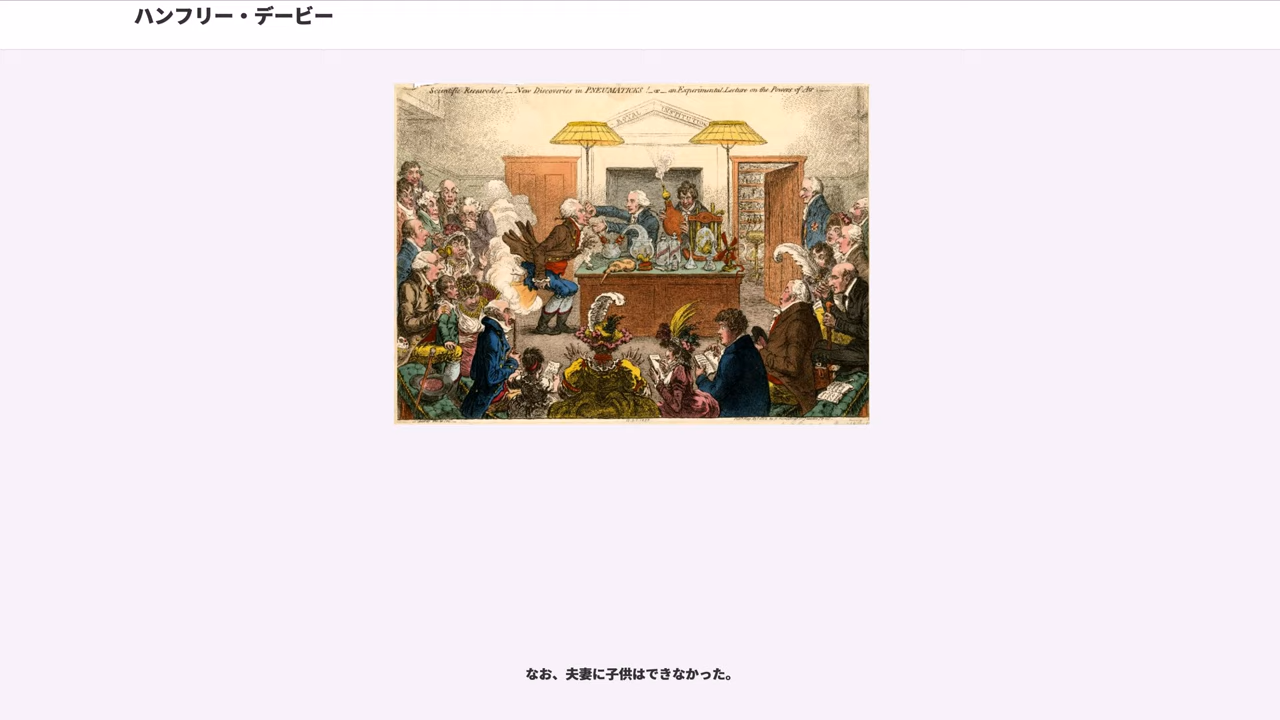 ハンフリー・デービー
Scientific Researches! — New Discoveries in PNEUMATICKS! — or — an Experimental Lecture on the Powers of Air —
ROYAL INSTITUTION
なお、夫妻に子供はできなかった。